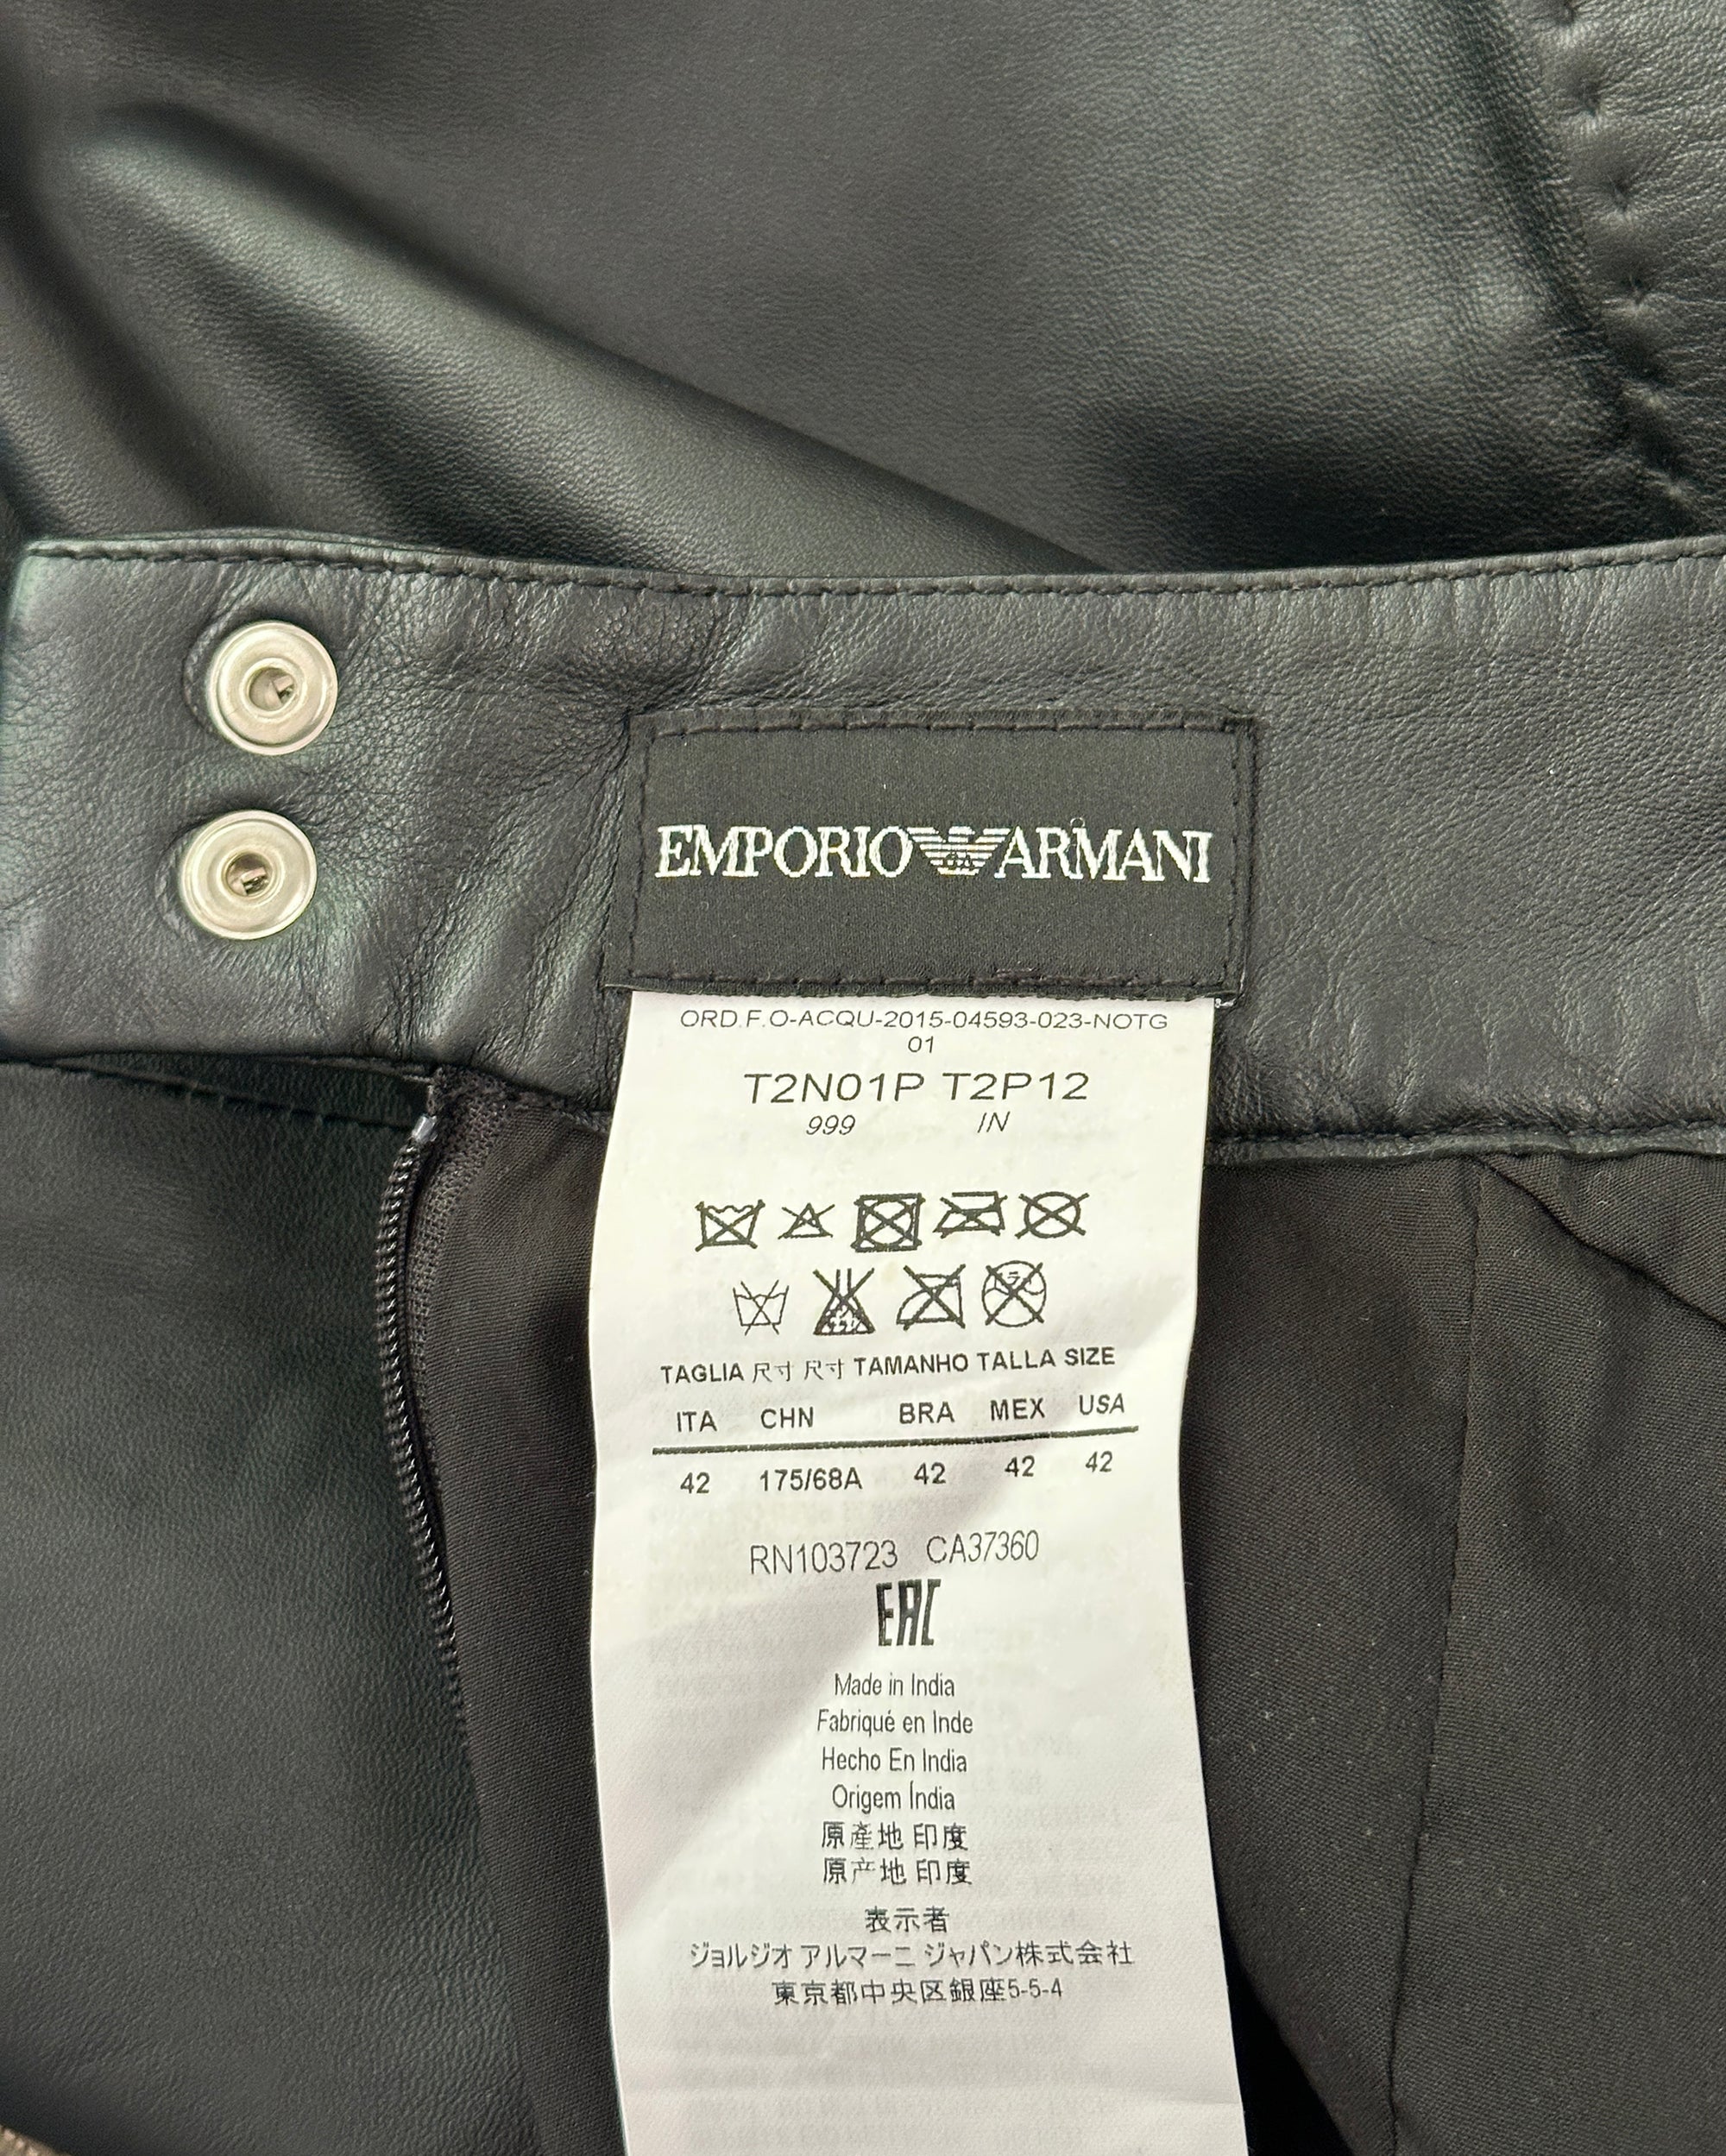 EMPORIO ARMANI
ORD.F.O-ACQU-2015-04593-023-NOTG
01
T2N01P T2P12
999 IN
TAGLIA 尺寸 尺寸 TAMANHO TALLA SIZE
ITA CHN BRA MEX USA
42 175/68A 42 42 42
RN103723 CA37360
EAC
Made in India
Fabriqué en Inde
Hecho En India
Origem Índia
原產地 印度
原产地 印度
表示者
ジョルジオ アルマーニ ジャパン株式会社
東京都中央区銀座5-5-4